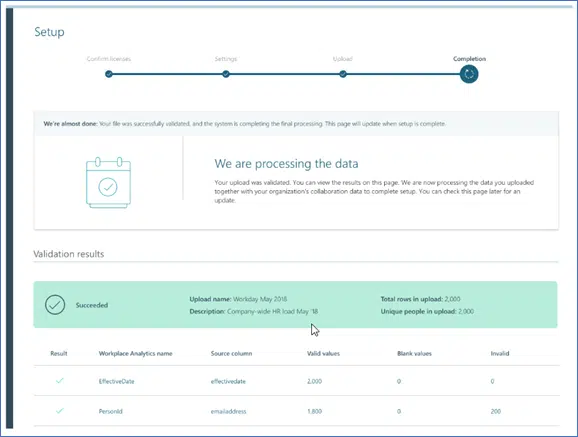 Setup
Confirm licenses Settings Upload Completion
We're almost done: Your file was successfully validated, and the system is completing the final processing. This page will update when setup is complete.
We are processing the data
Your upload was validated. You can view the results on this page. We are now processing the data you uploaded
together with your organization's collaboration data to complete setup. You can check this page later for an
update.
Validation results
Succeeded
Upload name: Workday May 2018 Total rows in upload: 2,000
Description: Company-wide HR load May '18 Unique people in upload: 2,000
Result Workplace Analytics name Source column Valid values Blank values Invalid
EffectiveDate effectivedate 2,000 0 0
PersonId emailaddress 1,800 0 200